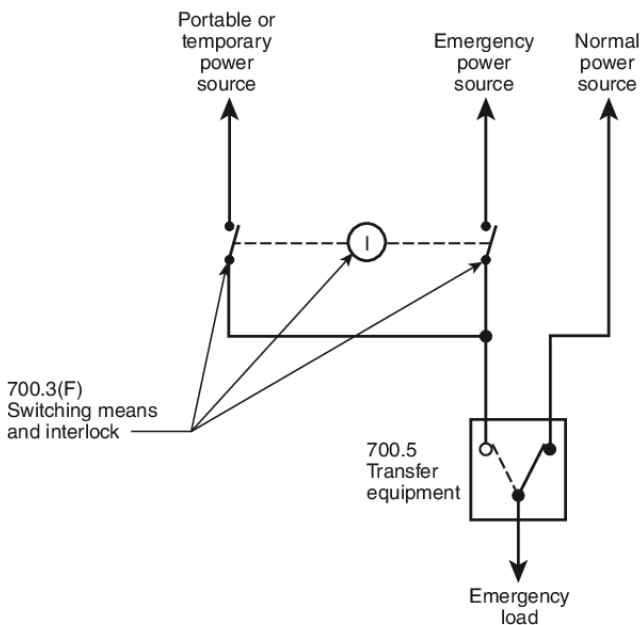 Portable or
temporary
power
source
Emergency
power
source
Normal
power
source
I
700.3(F)
Switching means
and interlock
700.5
Transfer
equipment
Emergency
load